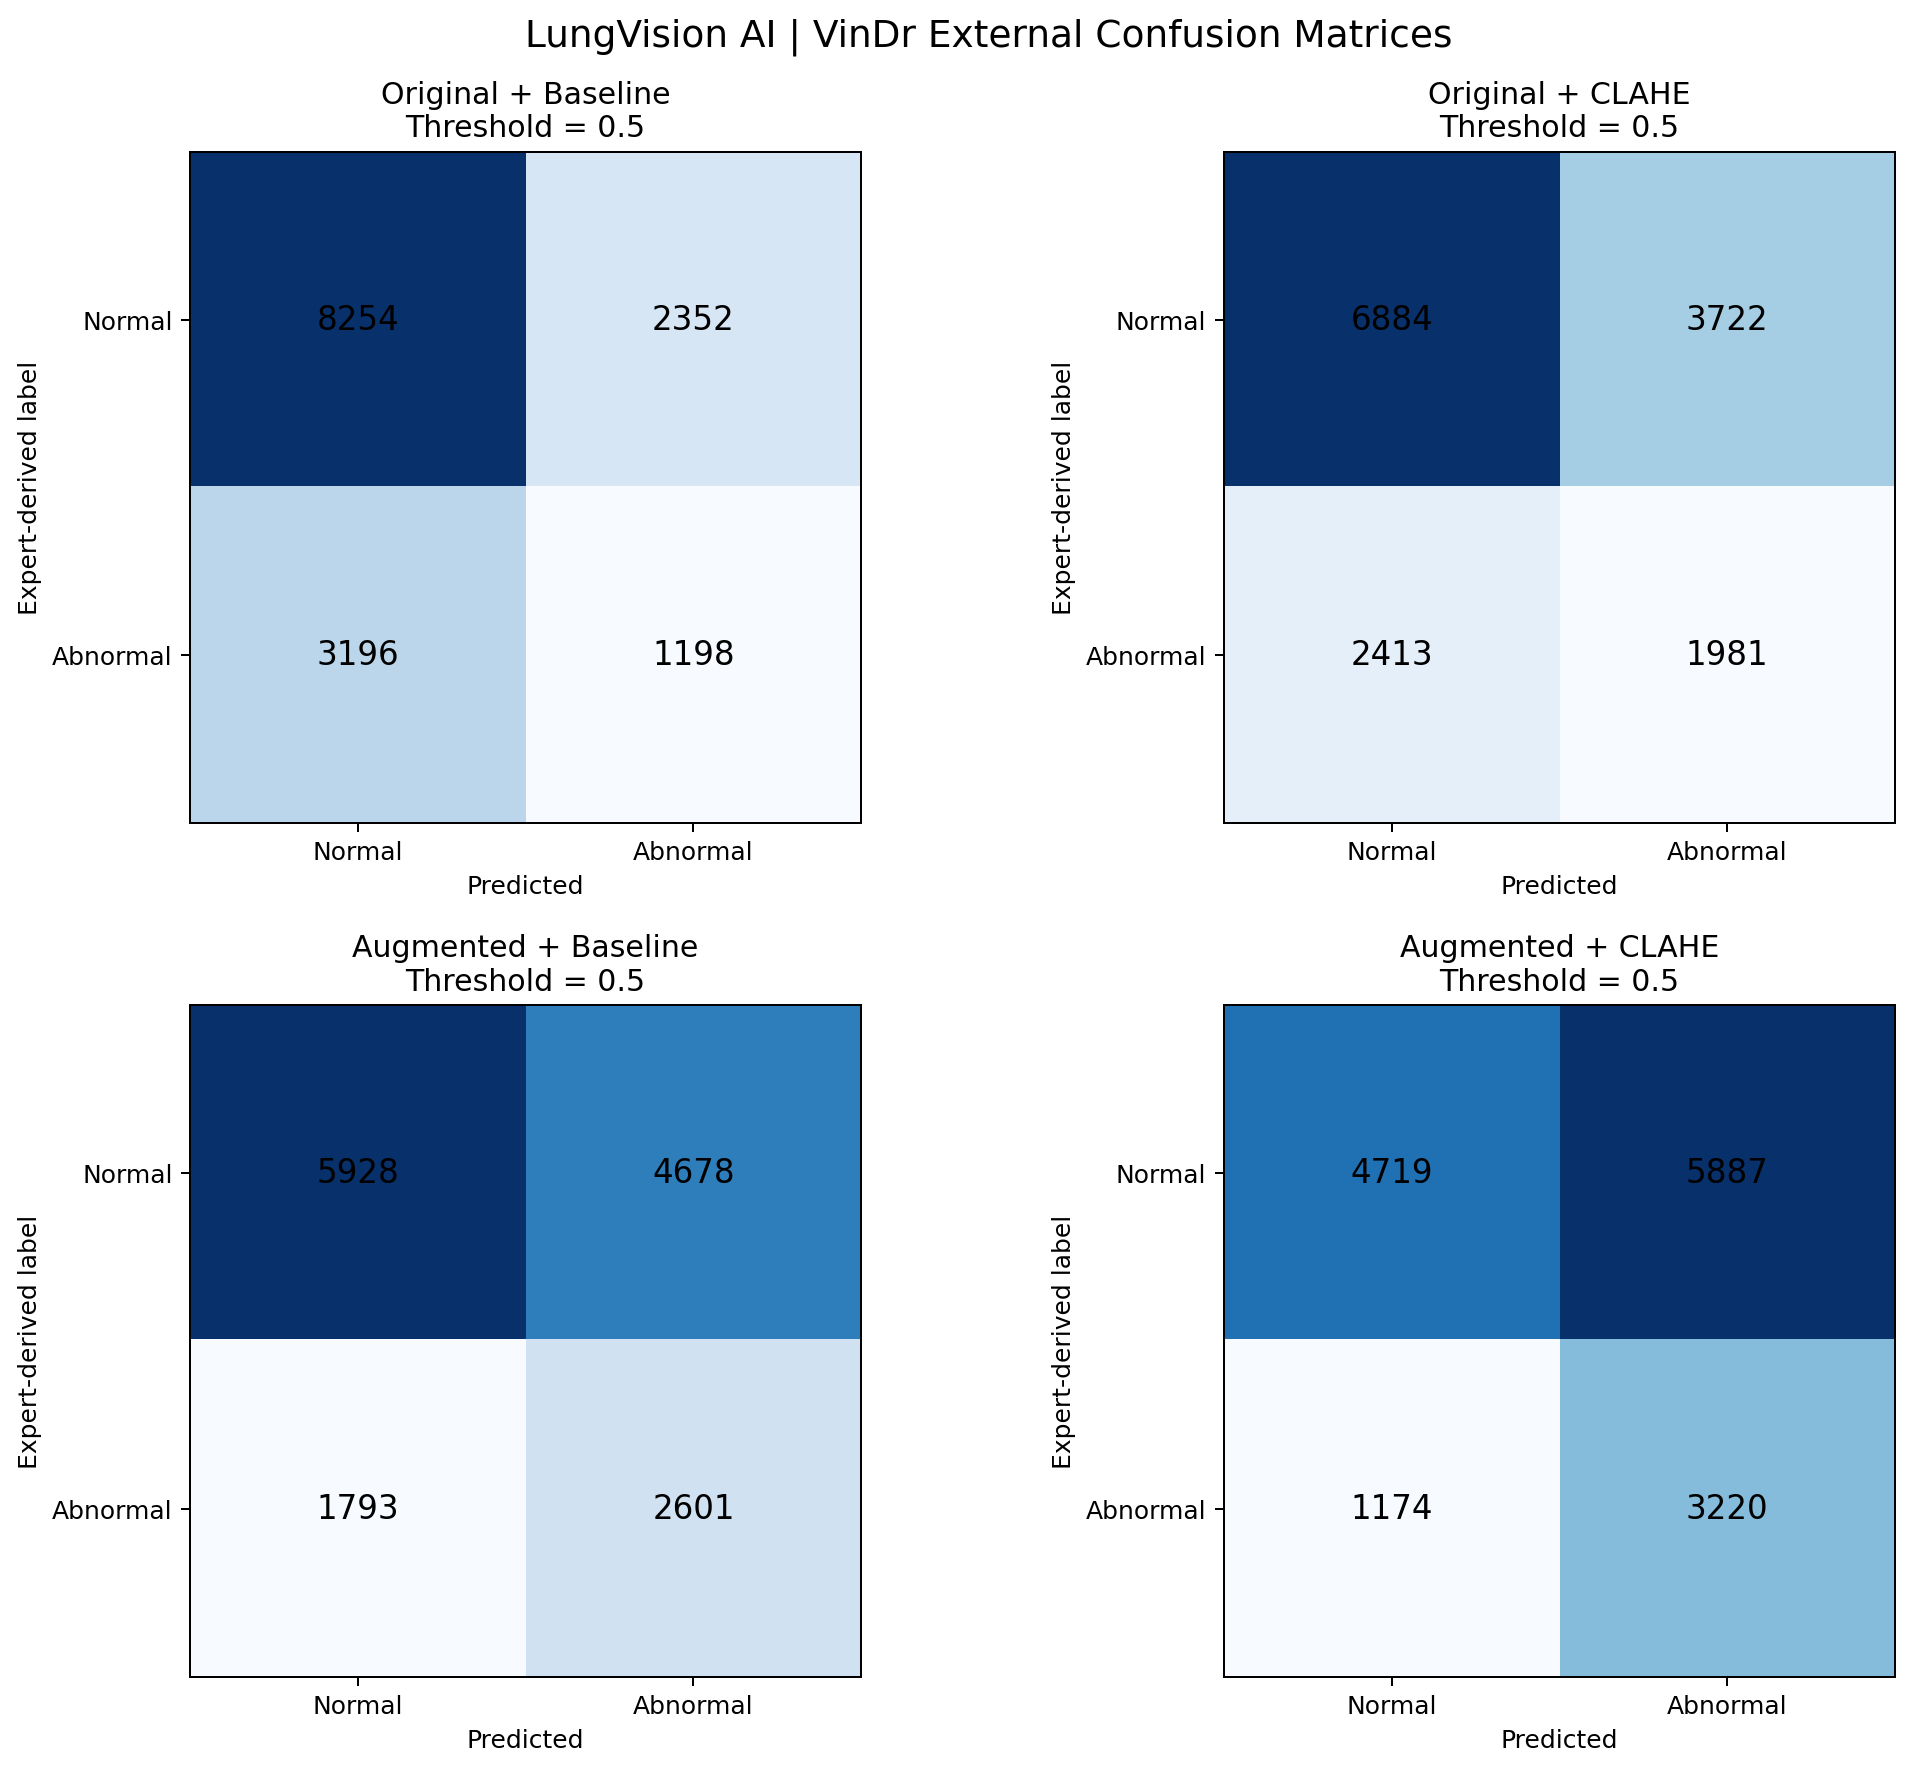 LungVision AI | VinDr External Confusion Matrices
Original + Baseline
Threshold = 0.5
Expert-derived label
Normal
8254
2352
Abnormal
3196
1198
Normal
Abnormal
Predicted
Original + CLAHE
Threshold = 0.5
Expert-derived label
Normal
6884
3722
Abnormal
2413
1981
Normal
Abnormal
Predicted
Augmented + Baseline
Threshold = 0.5
Expert-derived label
Normal
5928
4678
Abnormal
1793
2601
Normal
Abnormal
Predicted
Augmented + CLAHE
Threshold = 0.5
Expert-derived label
Normal
4719
5887
Abnormal
1174
3220
Normal
Abnormal
Predicted